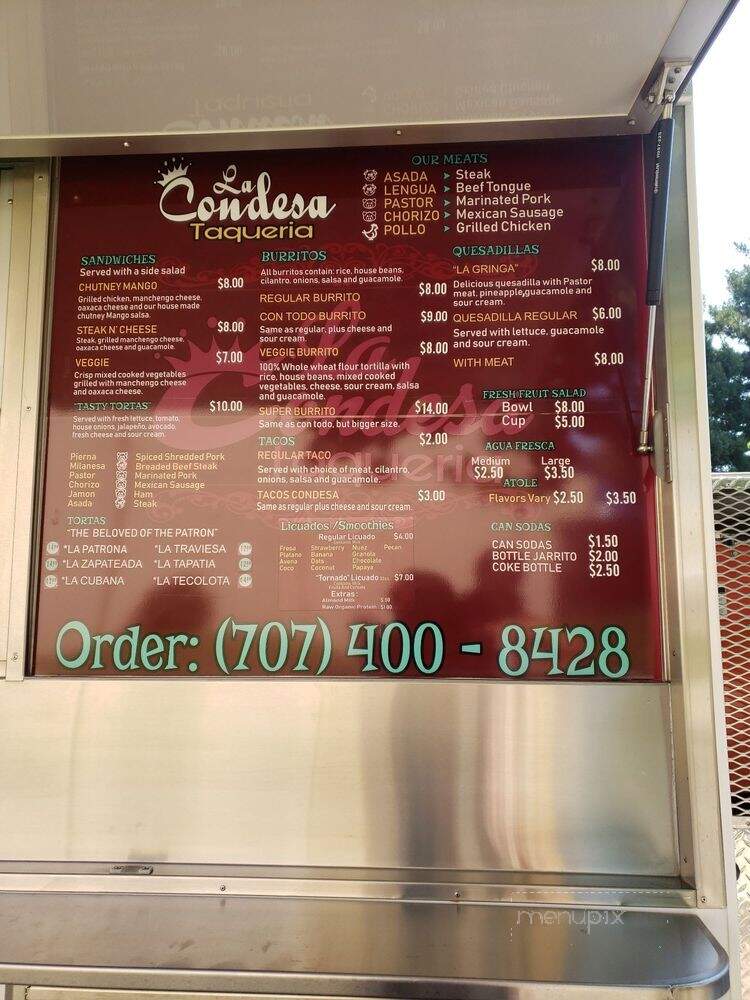 La
Condesa
Taqueria
OUR MEATS
ASADA Steak
LENGUA Beef Tongue
PASTOR Marinated Pork
CHORIZO Mexican Sausage
POLLO Grilled Chicken
SANDWICHES
Served with a side salad
CHUTNEY MANGO $8.00
Grilled chicken, manchengo cheese,
oaxaca cheese and our house made
chutney Mango salsa.
STEAK N' CHEESE $8.00
Steak, grilled manchengo cheese,
oaxaca cheese and guacamole.
VEGGIE $7.00
Crisp mixed cooked vegetables
grilled with manchengo cheese
and oaxaca cheese.
"TASTY TORTAS" $10.00
Served with fresh lettuce, tomato,
house onions, jalapeño, avocado,
fresh cheese and sour cream.
Pierna Spiced Shredded Pork
Milanesa Breaded Beef Steak
Pastor Marinated Pork
Chorizo Mexican Sausage
Jamon Ham
Asada Steak
TORTAS
"THE BELOVED OF THE PATRON"
*LA PATRONA *LA TRAVIESA
*LA ZAPATEADA *LA TAPATIA
*LA CUBANA *LA TECOLOTA
BURRITOS
All burritos contain: rice, house beans,
cilantro, onions, salsa and guacamole.
REGULAR BURRITO $8.00
CON TODO BURRITO $9.00
Same as regular, plus cheese and
sour cream.
VEGGIE BURRITO $8.00
100% Whole wheat flour tortilla with
rice, house beans, mixed cooked
vegetables, cheese, sour cream, salsa
and guacamole.
SUPER BURRITO $14.00
Same as con todo, but bigger size.
TACOS
REGULAR TACO $2.00
Served with choice of meat, cilantro,
onions, salsa and guacamole.
TACOS CONDESA $3.00
Same as regular plus cheese and sour cream.
Licuados /Smoothies
Regular Licuado $4.00
Fresa Strawberry Nuez Pecan
Platano Banana Granola
Avena Oats Chocolate
Coco Coconut Papaya
"Tornado" Licuado $7.00
Extras:
Almond Milk
Raw Organic Protein
QUESADILLAS
"LA GRINGA" $8.00
Delicious quesadilla with Pastor
meat, pineapple,guacamole and
sour cream.
QUESADILLA REGULAR $6.00
Served with lettuce, guacamole
and sour cream.
WITH MEAT $8.00
FRESH FRUIT SALAD
Bowl $8.00
Cup $5.00
AGUA FRESCA
Medium Large
$2.50 $3.50
ATOLE
Flavors Vary $2.50 $3.50
CAN SODAS
CAN SODAS $1.50
BOTTLE JARRITO $2.00
COKE BOTTLE $2.50
Order: (707) 400 - 8428
menupix